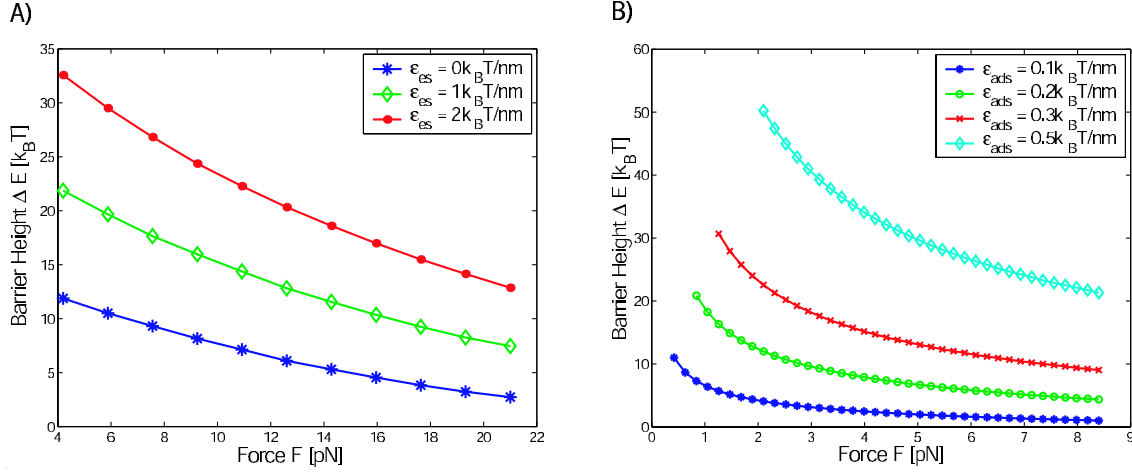 A)
35
30
25
20
15
10
5
0
Barrier Height Δ E [k_BT]
4 6 8 10 12 14 16 18 20 22
Force F [pN]
ε_es = 0k_BT/nm
ε_es = 1k_BT/nm
ε_es = 2k_BT/nm
B)
60
50
40
30
20
10
0
Barrier Height Δ E [k_BT]
0 1 2 3 4 5 6 7 8 9
Force F [pN]
ε_ads = 0.1k_BT/nm
ε_ads = 0.2k_BT/nm
ε_ads = 0.3k_BT/nm
ε_ads = 0.5k_BT/nm